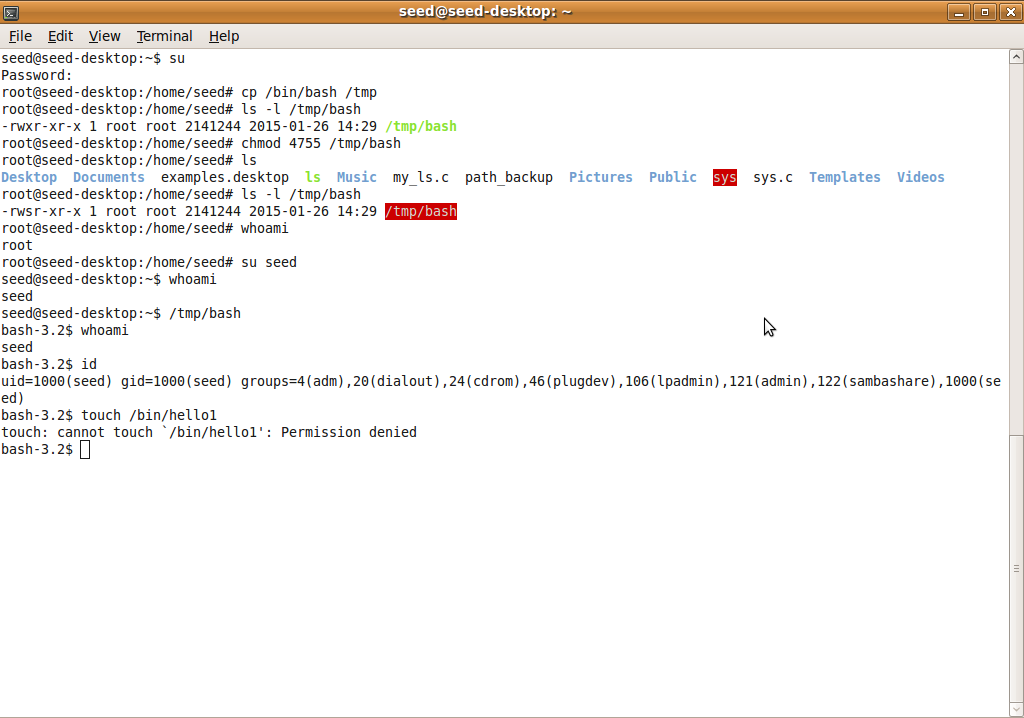 seed@seed-desktop: ~
File Edit View Terminal Help
seed@seed-desktop:~$ su
Password:
root@seed-desktop:/home/seed# cp /bin/bash /tmp
root@seed-desktop:/home/seed# ls -l /tmp/bash
-rwxr-xr-x 1 root root 2141244 2015-01-26 14:29 /tmp/bash
root@seed-desktop:/home/seed# chmod 4755 /tmp/bash
root@seed-desktop:/home/seed# ls
Desktop  Documents  examples.desktop  ls  Music  my_ls.c  path_backup  Pictures  Public  sys  sys.c  Templates  Videos
root@seed-desktop:/home/seed# ls -l /tmp/bash
-rwsr-xr-x 1 root root 2141244 2015-01-26 14:29 /tmp/bash
root@seed-desktop:/home/seed# whoami
root
root@seed-desktop:/home/seed# su seed
seed@seed-desktop:~$ whoami
seed
seed@seed-desktop:~$ /tmp/bash
bash-3.2$ whoami
seed
bash-3.2$ id
uid=1000(seed) gid=1000(seed) groups=4(adm),20(dialout),24(cdrom),46(plugdev),106(lpadmin),121(admin),122(sambashare),1000(se
ed)
bash-3.2$ touch /bin/hello1
touch: cannot touch `/bin/hello1': Permission denied
bash-3.2$